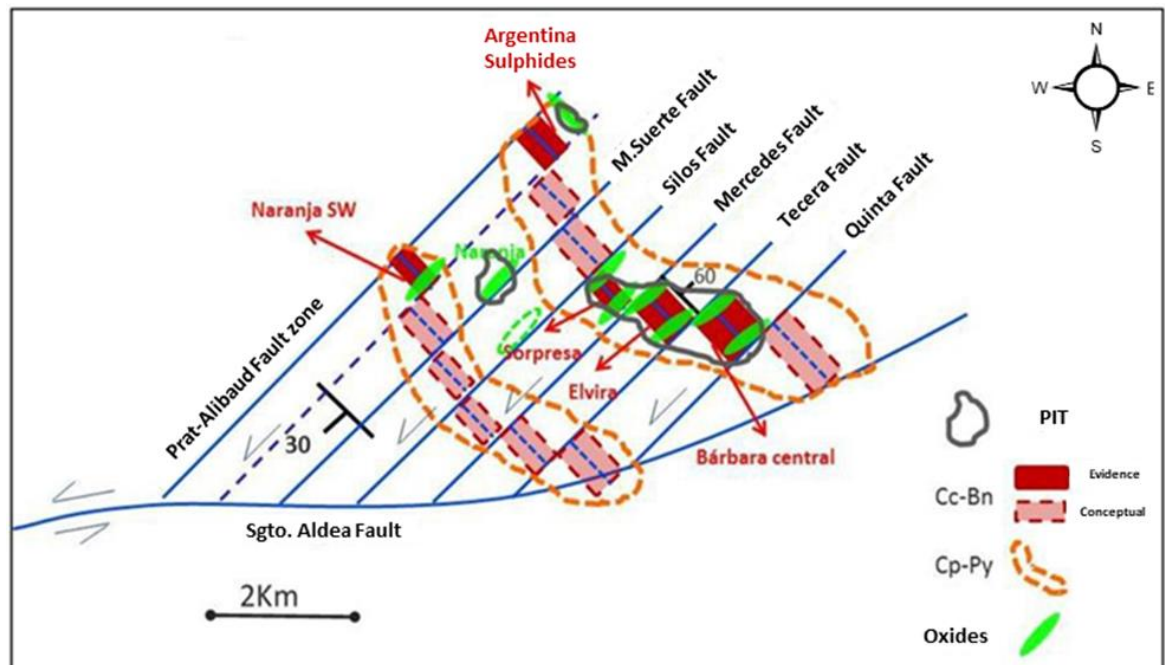 Argentina
Sulphides
N
W
E
S
M.Suerte Fault
Silos Fault
Mercedes Fault
Tecera Fault
Quinta Fault
Naranja SW
Naranja
60
Prat-Alibaud Fault zone
Sorpresa
Elvira
30
Bárbara central
Sgto. Aldea Fault
2Km
PIT
Cc-Bn
Evidence
Conceptual
Cp-Py
Oxides